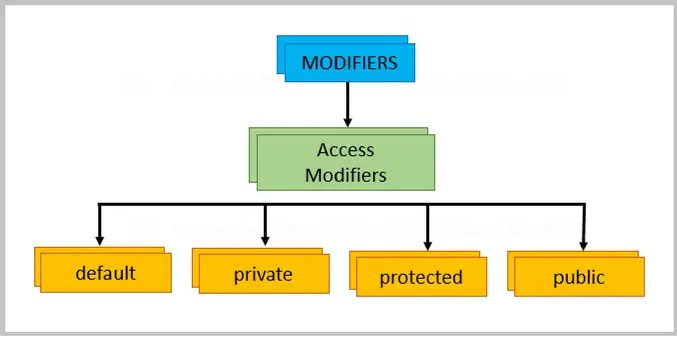 MODIFIERS
Access
Modifiers
default
private
protected
public